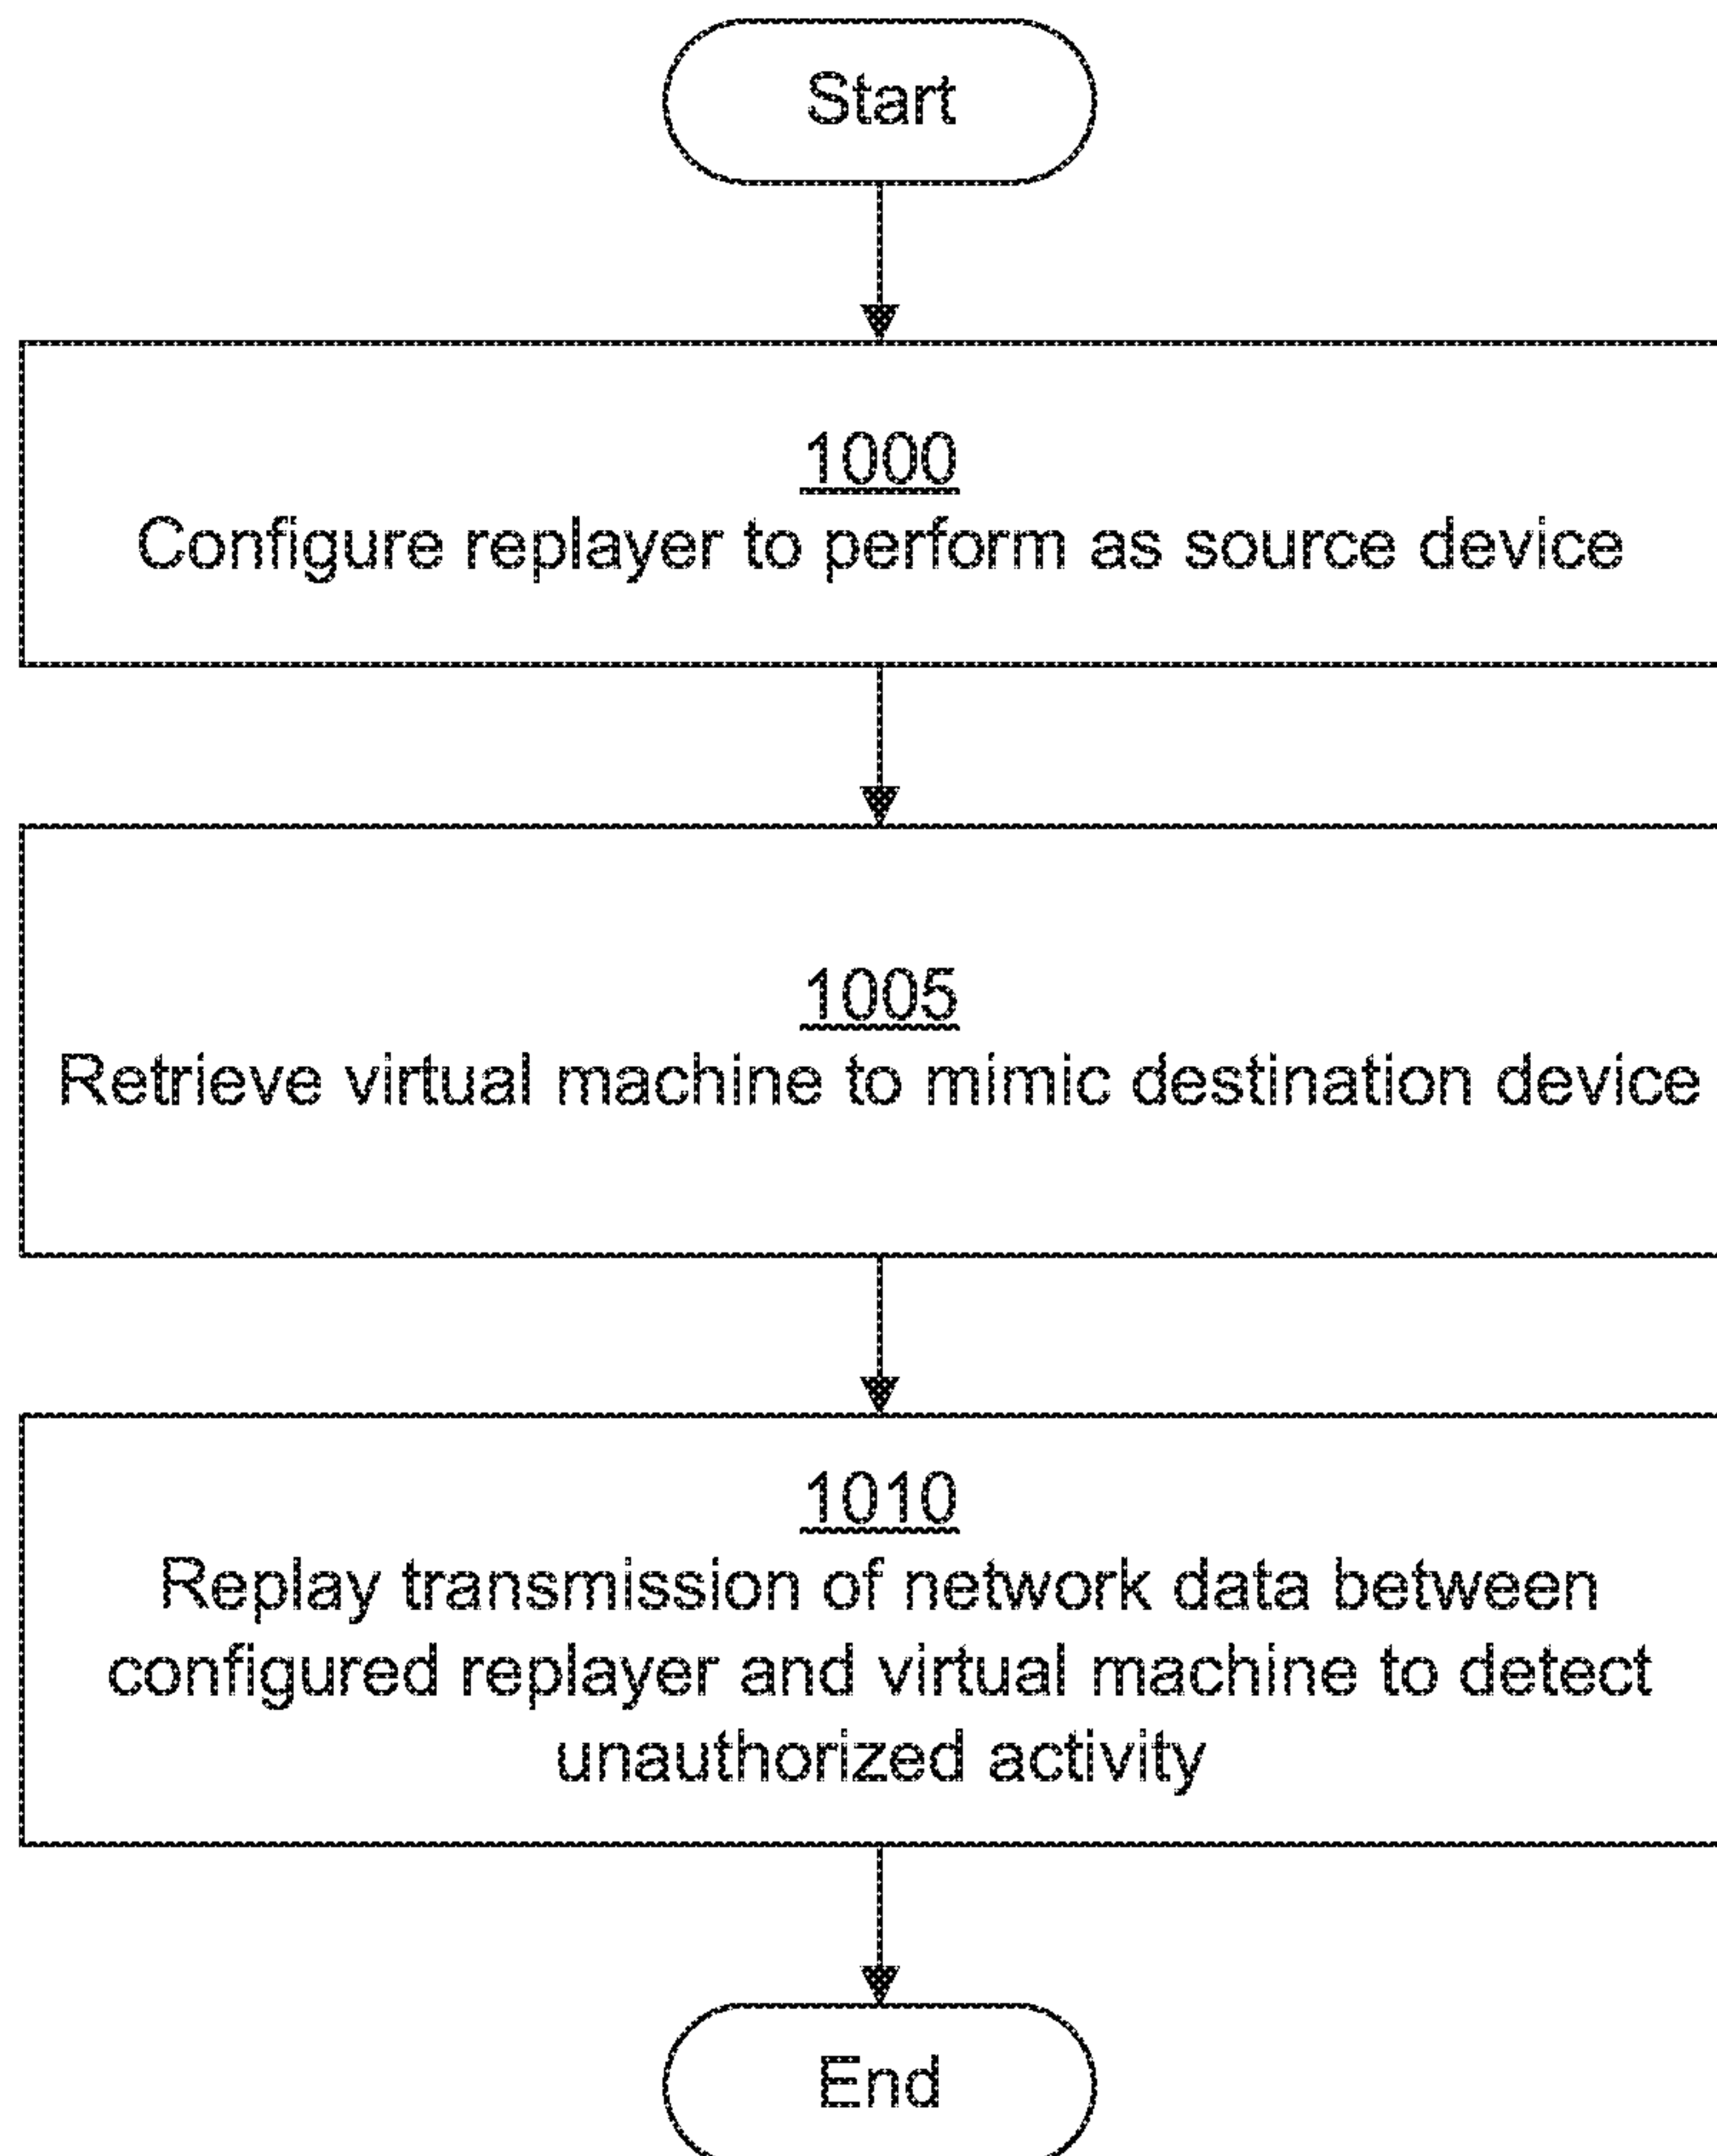 Start
1000
Configure replayer to perform as source device
1005
Retrieve virtual machine to mimic destination device
1010
Replay transmission of network data between
configured replayer and virtual machine to detect
unauthorized activity
End